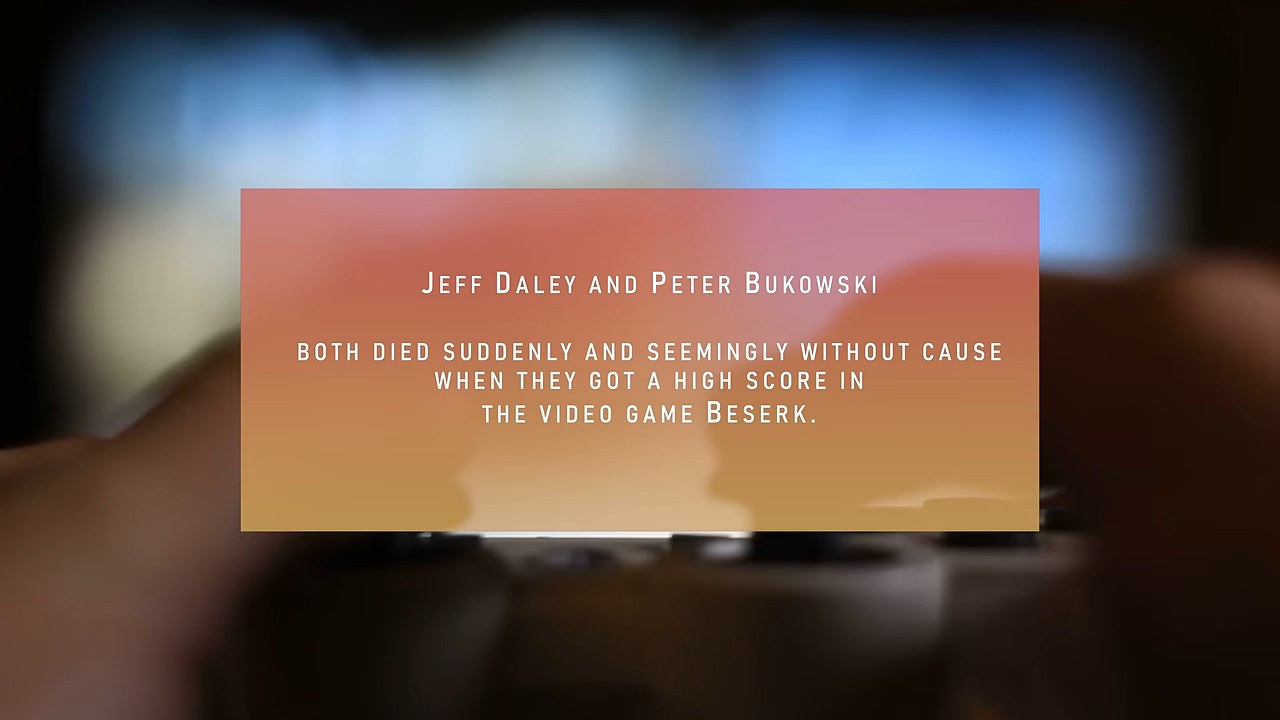 Jeff Daley and Peter Bukowski
both died suddenly and seemingly without cause
when they got a high score in
the video game Beserk.